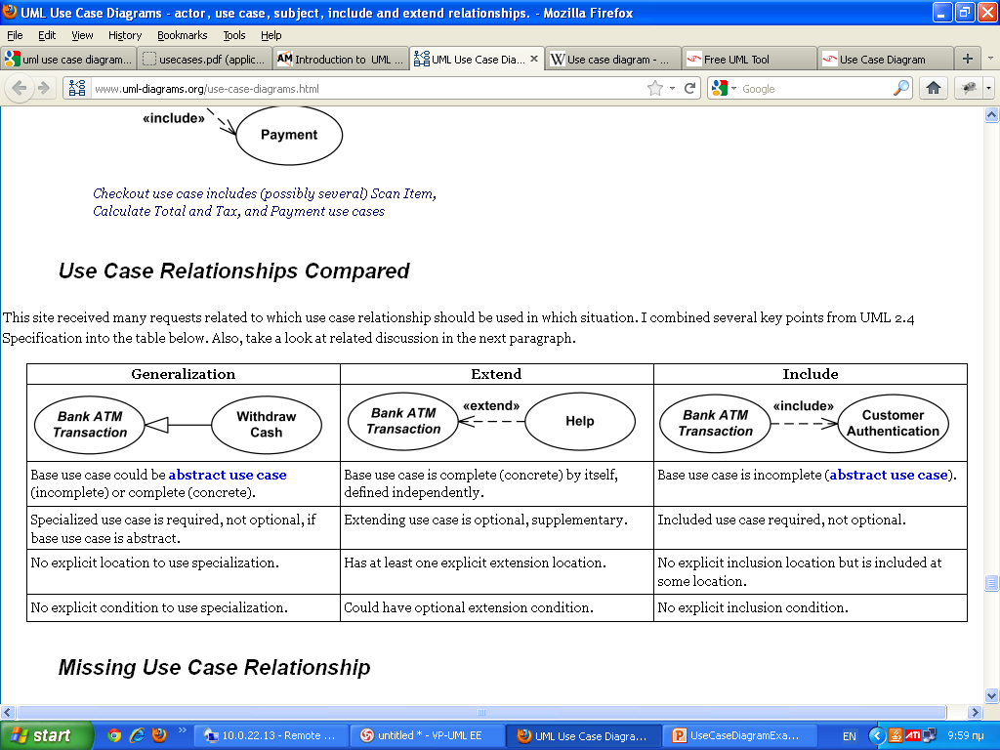 UML Use Case Diagrams - actor, use case, subject, include and extend relationships. - Mozilla Firefox
File Edit View History Bookmarks Tools Help
uml use case diagram... usecases.pdf (applic... AM Introduction to UML ... UML Use Case Dia... W Use case diagram - ... Free UML Tool Use Case Diagram
www.uml-diagrams.org/use-case-diagrams.html Google
«include»
Payment
Checkout use case includes (possibly several) Scan Item,
Calculate Total and Tax, and Payment use cases
Use Case Relationships Compared
This site received many requests related to which use case relationship should be used in which situation. I combined several key points from UML 2.4
Specification into the table below. Also, take a look at related discussion in the next paragraph.
Generalization Extend Include
Bank ATM
Transaction
Withdraw
Cash
Bank ATM
Transaction
«extend»
Help
Bank ATM
Transaction
«include»
Customer
Authentication
Base use case could be abstract use case
(incomplete) or complete (concrete).
Base use case is complete (concrete) by itself,
defined independently.
Base use case is incomplete (abstract use case).
Specialized use case is required, not optional, if
base use case is abstract.
Extending use case is optional, supplementary.
Included use case required, not optional.
No explicit location to use specialization.
Has at least one explicit extension location.
No explicit inclusion location but is included at
some location.
No explicit condition to use specialization.
Could have optional extension condition.
No explicit inclusion condition.
Missing Use Case Relationship
start 10.0.22.13 - Remote ... untitled * - VP-UML EE UML Use Case Diagra... UseCaseDiagramExa... EN ATI 9:59 πμ